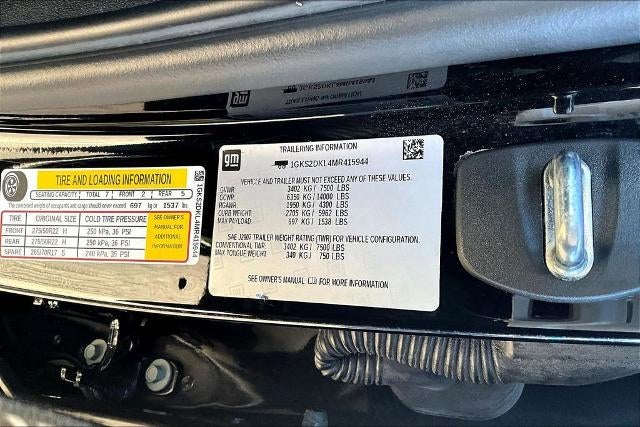 gm
TRAILERING INFORMATION
1GKS2DKL4MR415944
VEHICLE AND TRAILER MUST NOT EXCEED ANY OF THESE VALUES.
GVWR: 3402 KG / 7500 LBS
GCWR: 6350 KG / 14000 LBS
RGAWR: 1950 KG / 4300 LBS
CURB WEIGHT: 2705 KG / 5962 LBS
MAX PAYLOAD: 697 KG / 1538 LBS
SAE J2807 TRAILER WEIGHT RATING (TWR) FOR VEHICLE CONFIGURATION.
CONVENTIONAL TWR: 3402 KG / 7500 LBS
MAX TONGUE WEIGHT: 340 KG / 750 LBS
SEE OWNER'S MANUAL FOR MORE INFORMATION
TIRE AND LOADING INFORMATION
SEATING CAPACITY TOTAL 7 FRONT 2 REAR
The combined weight of occupants and cargo should never exceed 697 kg or 1537 lbs.
TIRE ORIGINAL SIZE COLD TIRE PRESSURE
FRONT 275/50R22 H 250 kPa, 36 PSI
REAR 275/50R22 H 250 kPa, 36 PSI
SPARE 265/70R17 S 240 kPa, 35 PSI
SEE OWNER'S MANUAL FOR ADDITIONAL INFORMATION
1GKS2DKL4MR415944